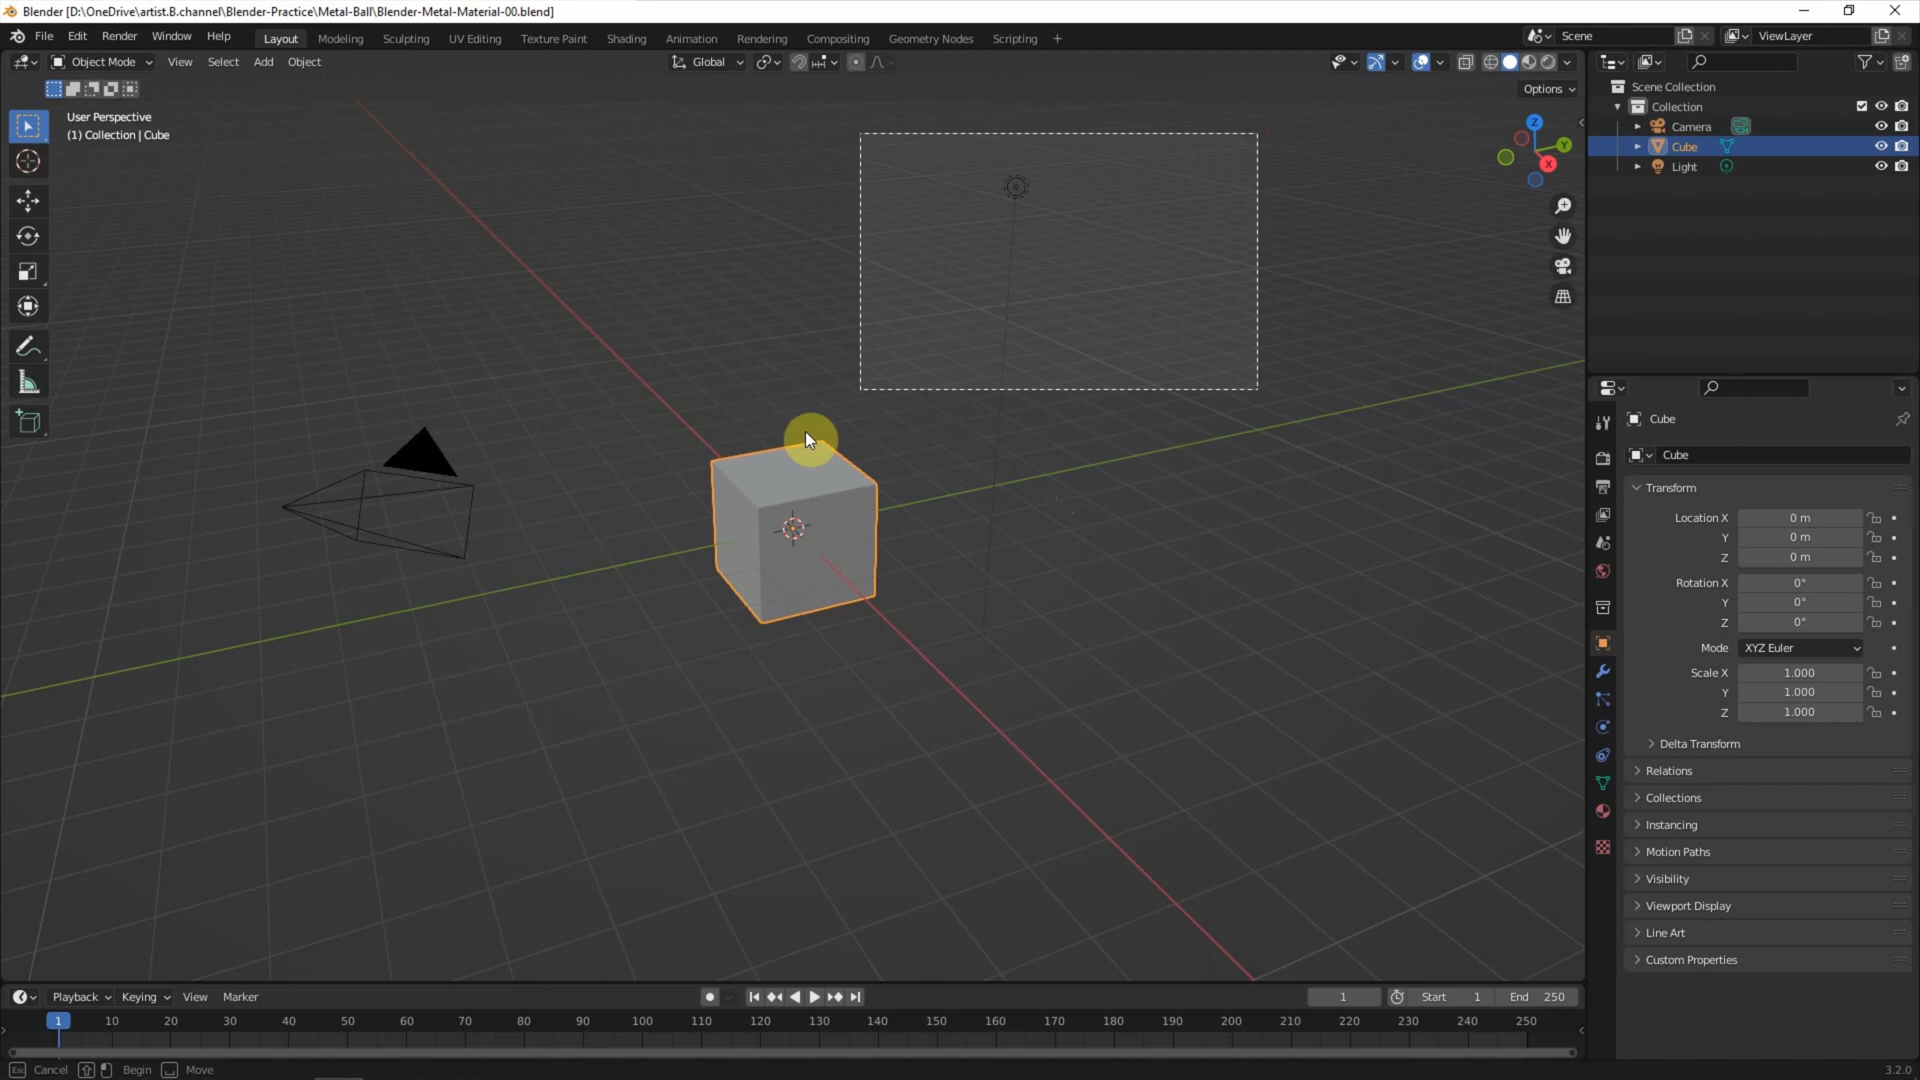 Blender [D:\OneDrive\artist.B.channel\Blender-Practice\Metal-Ball\Blender-Metal-Material-00.blend]
File Edit Render Window Help Layout Modeling Sculpting UV Editing Texture Paint Shading Animation Rendering Compositing Geometry Nodes Scripting + Scene ViewLayer
Object Mode View Select Add Object Global
Options
User Perspective
(1) Collection | Cube
Z
Y
X
Scene Collection
Collection
Camera
Cube
Light
Cube
Cube
Transform
Location X 0 m
Y 0 m
Z 0 m
Rotation X 0°
Y 0°
Z 0°
Mode XYZ Euler
Scale X 1.000
Y 1.000
Z 1.000
Delta Transform
Relations
Collections
Instancing
Motion Paths
Visibility
Viewport Display
Line Art
Custom Properties
Playback Keying View Marker 1 Start 1 End 250
1 10 20 30 40 50 60 70 80 90 100 110 120 130 140 150 160 170 180 190 200 210 220 230 240 250
Esc Cancel Begin Move 3.2.0